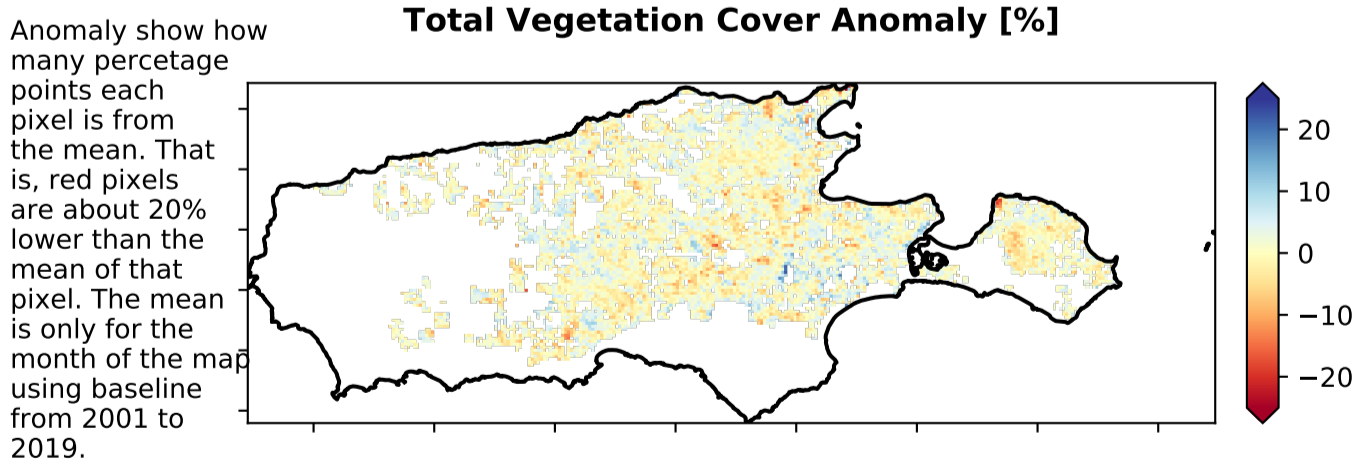 Total Vegetation Cover Anomaly [%]
Anomaly show how
many percetage
points each
pixel is from
the mean. That
is, red pixels
are about 20%
lower than the
mean of that
pixel. The mean
is only for the
month of the map
using baseline
from 2001 to
2019.
20
10
0
−10
−20